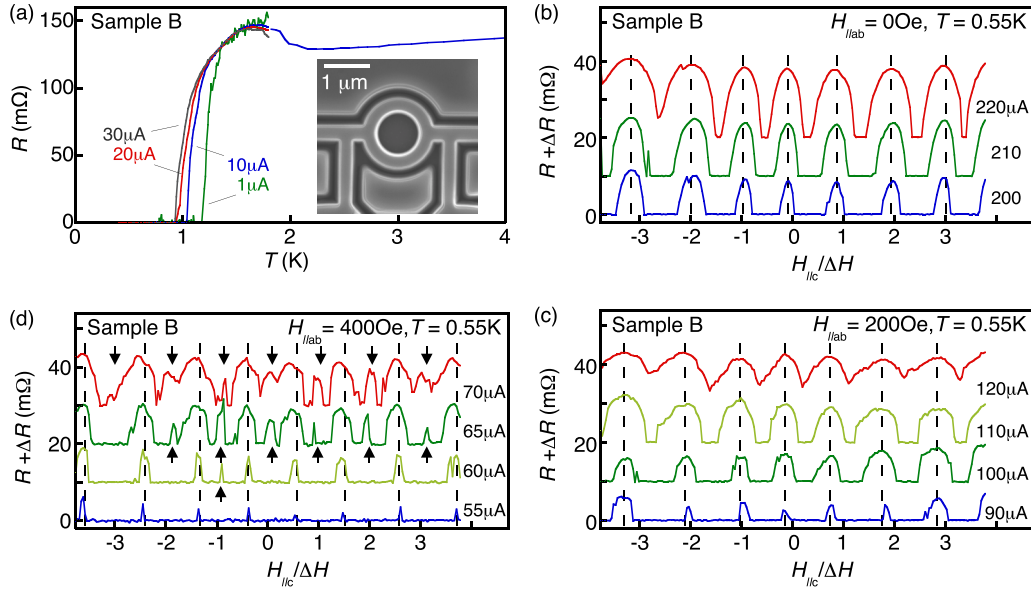 (a)
Sample B
R (mΩ)
150
100
50
0
0
1
2
3
4
T (K)
30μA
20μA
10μA
1μA
1 μm
(b)
H//ab = 0Oe, T = 0.55K
R +ΔR (mΩ)
40
20
0
220μA
210
200
-3
-2
-1
0
1
2
3
H//c/ΔH
(d)
Sample B
H//ab = 400Oe, T = 0.55K
R +ΔR (mΩ)
40
20
0
70μA
65μA
60μA
55μA
-3
-2
-1
0
1
2
3
H//c/ΔH
(c)
Sample B
H//ab = 200Oe, T = 0.55K
R +ΔR (mΩ)
40
20
0
120μA
110μA
100μA
90μA
-3
-2
-1
0
1
2
3
H//c/ΔH